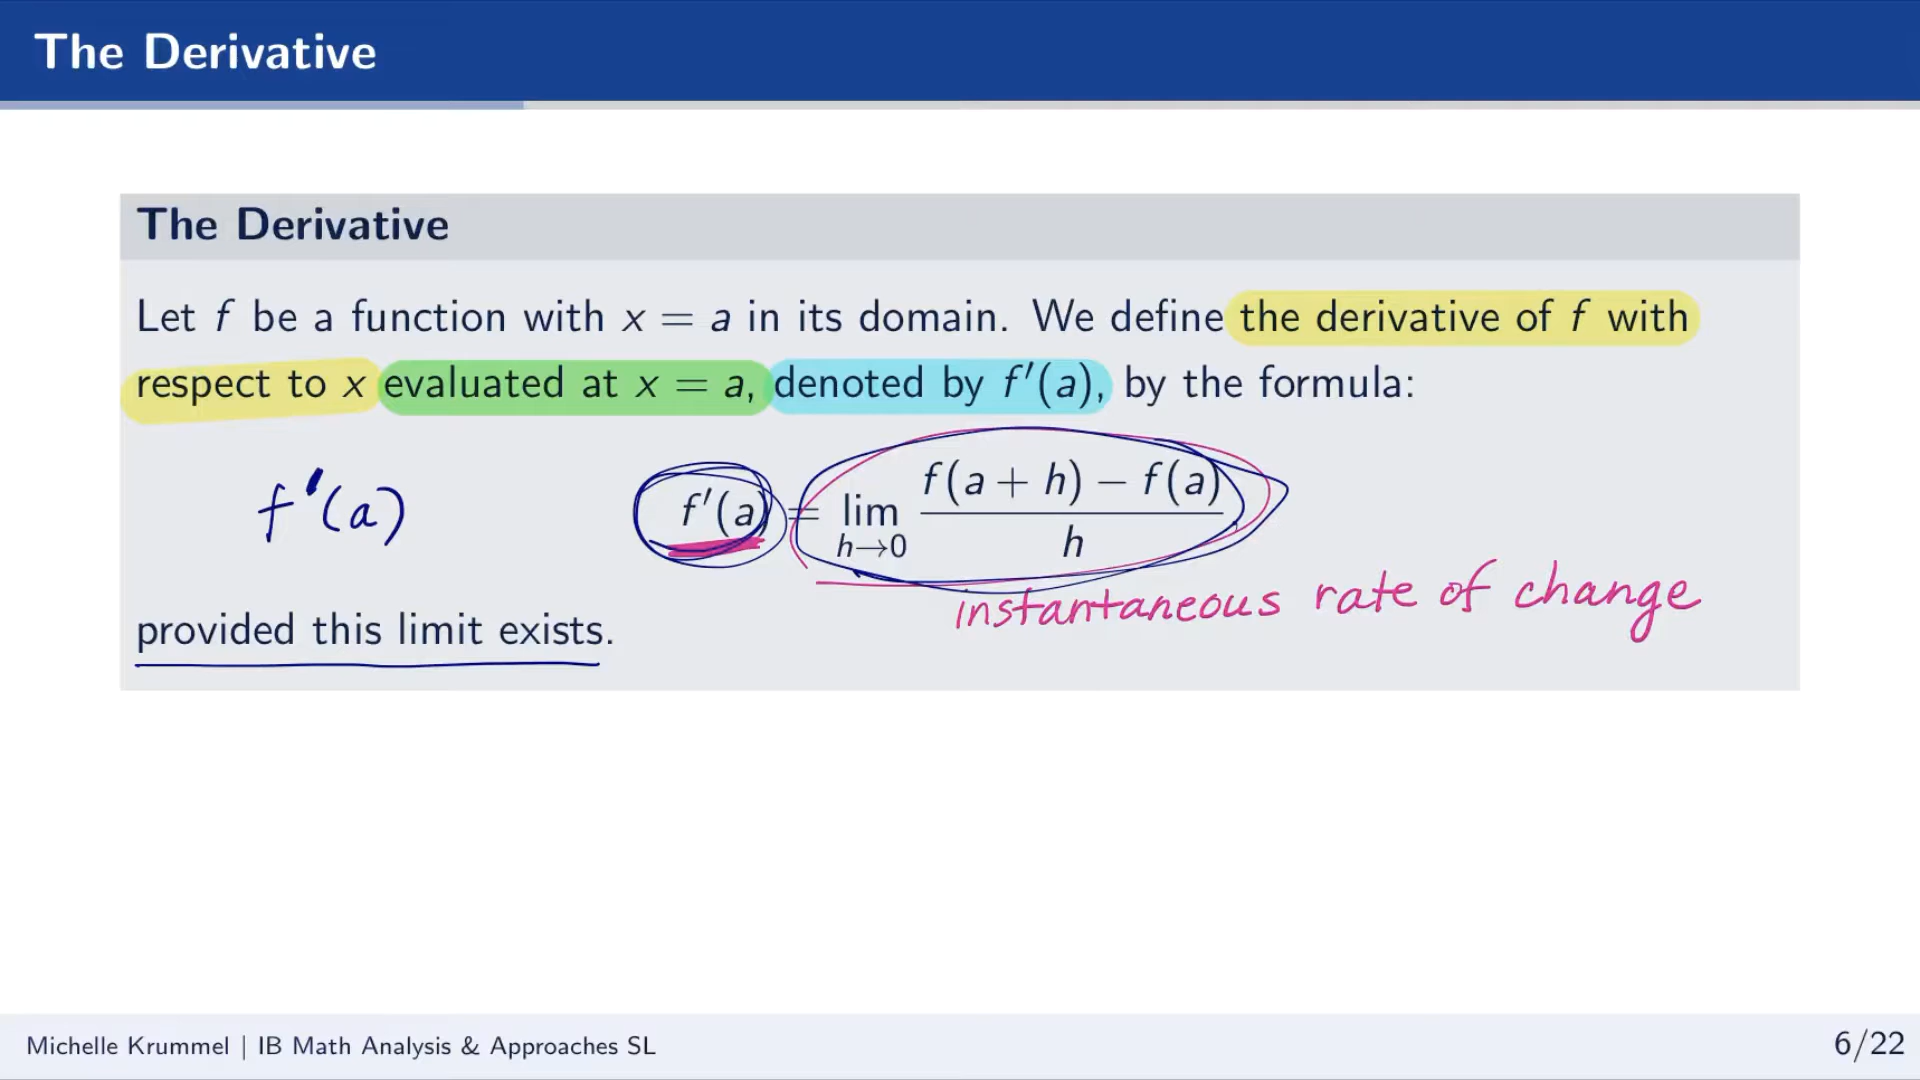 The Derivative
The Derivative
Let f be a function with x = a in its domain. We define the derivative of f with
respect to x evaluated at x = a, denoted by f′(a), by the formula:
f′(a)
f′(a) = lim h→0 f(a + h) − f(a) / h
instantaneous rate of change
provided this limit exists.
Michelle Krummel | IB Math Analysis & Approaches SL
6/22